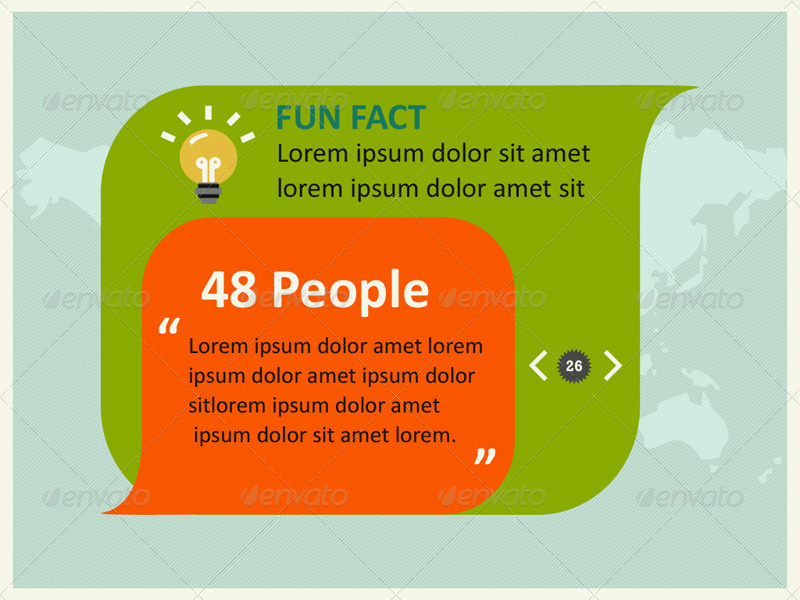 FUN FACT
Lorem ipsum dolor sit amet
lorem ipsum dolor amet sit
48 People
“
Lorem ipsum dolor amet lorem
ipsum dolor amet ipsum dolor
sitlorem ipsum dolor amet
ipsum dolor sit amet lorem.
”
26
envato envato envato envato
envato envato envato envato
envato envato envato envato